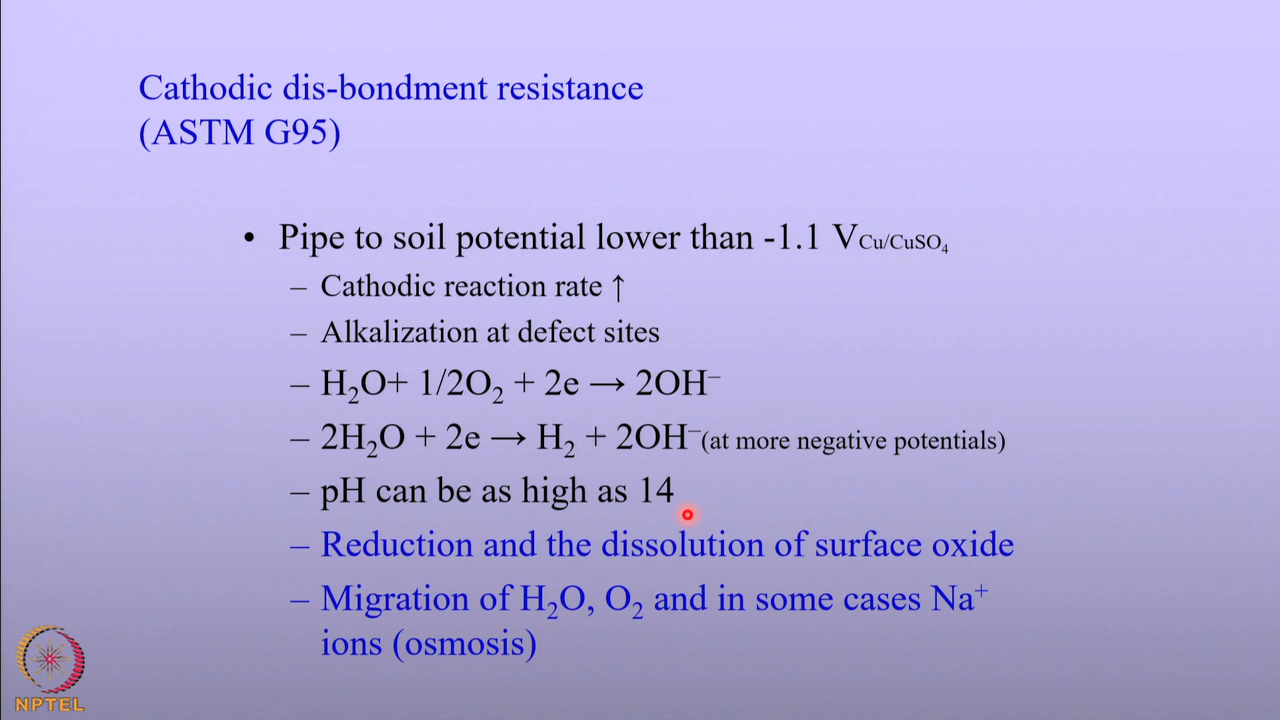 Cathodic dis-bondment resistance
(ASTM G95)
• Pipe to soil potential lower than -1.1 V Cu/CuSO₄
– Cathodic reaction rate ↑
– Alkalization at defect sites
– H₂O+ 1/2O₂ + 2e → 2OH⁻
– 2H₂O + 2e → H₂ + 2OH⁻(at more negative potentials)
– pH can be as high as 14
– Reduction and the dissolution of surface oxide
– Migration of H₂O, O₂ and in some cases Na⁺
ions (osmosis)
NPTEL